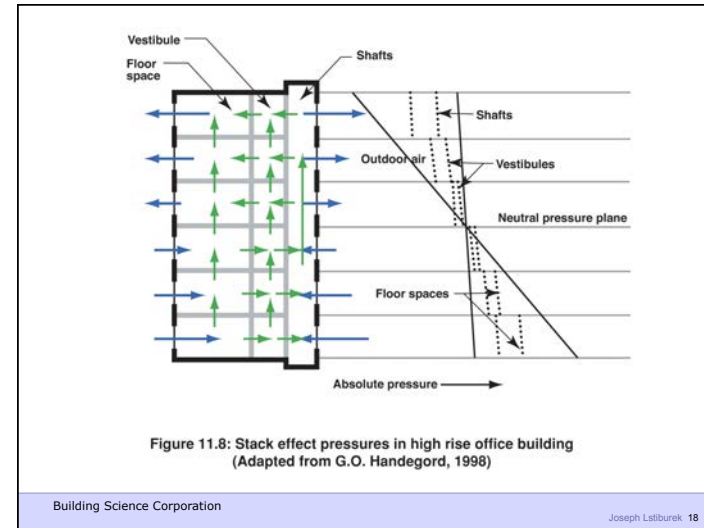 Vestibule
Floor
space
Shafts
Shafts
Outdoor air
Vestibules
Neutral pressure plane
Floor spaces
Absolute pressure
Figure 11.8: Stack effect pressures in high rise office building
(Adapted from G.O. Handegord, 1998)
Building Science Corporation
Joseph Lstiburek 18